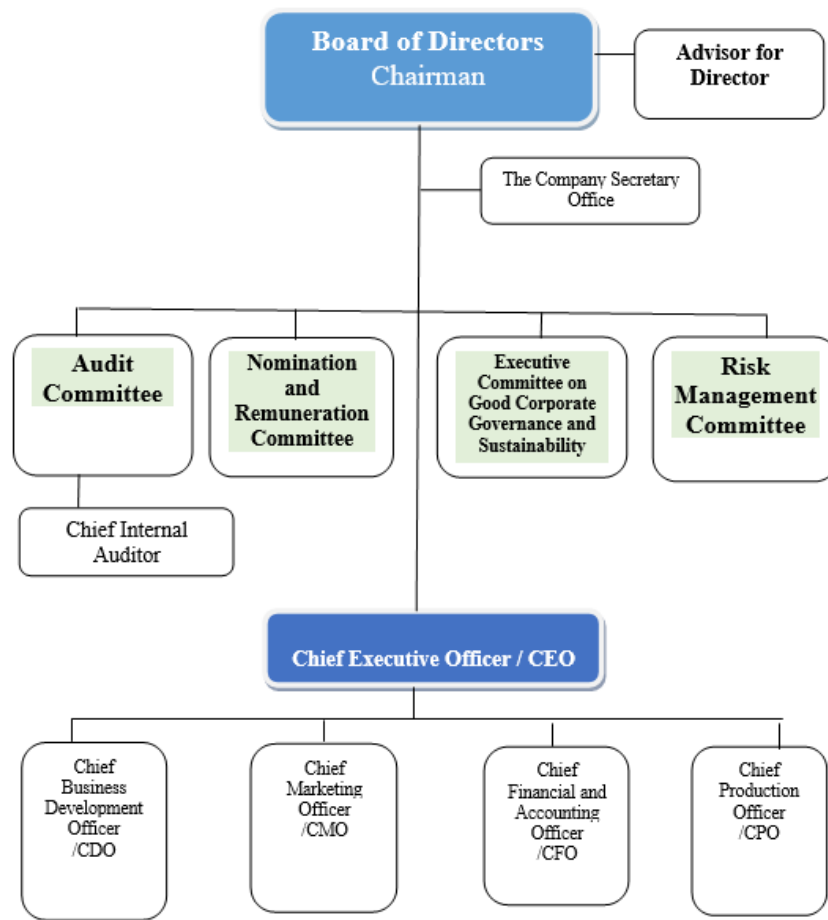 Board of Directors
Chairman
Advisor for
Director
The Company Secretary
Office
Audit
Committee
Nomination
and
Remuneration
Committee
Executive
Committee on
Good Corporate
Governance and
Sustainability
Risk
Management
Committee
Chief Internal
Auditor
Chief Executive Officer / CEO
Chief
Business
Development
Officer
/CDO
Chief
Marketing
Officer
/CMO
Chief
Financial and
Accounting
Officer
/CFO
Chief
Production
Officer
/CPO